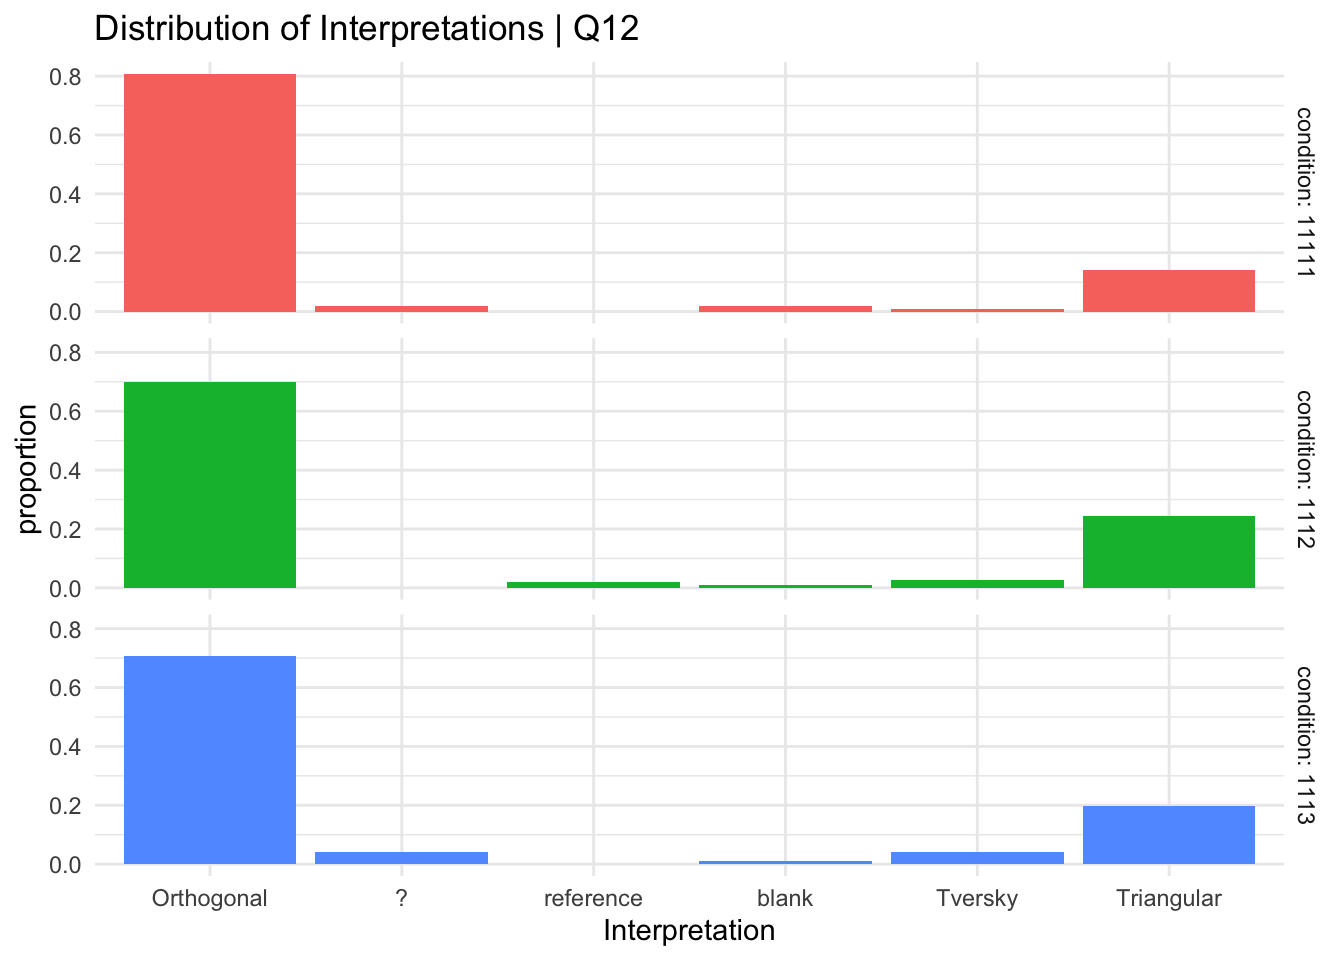 Distribution of Interpretations | Q12
proportion
0.8
0.6
0.4
0.2
0.0
condition: 11111
0.8
0.6
0.4
0.2
0.0
condition: 1112
0.8
0.6
0.4
0.2
0.0
condition: 1113
Orthogonal
?
reference
blank
Tversky
Triangular
Interpretation